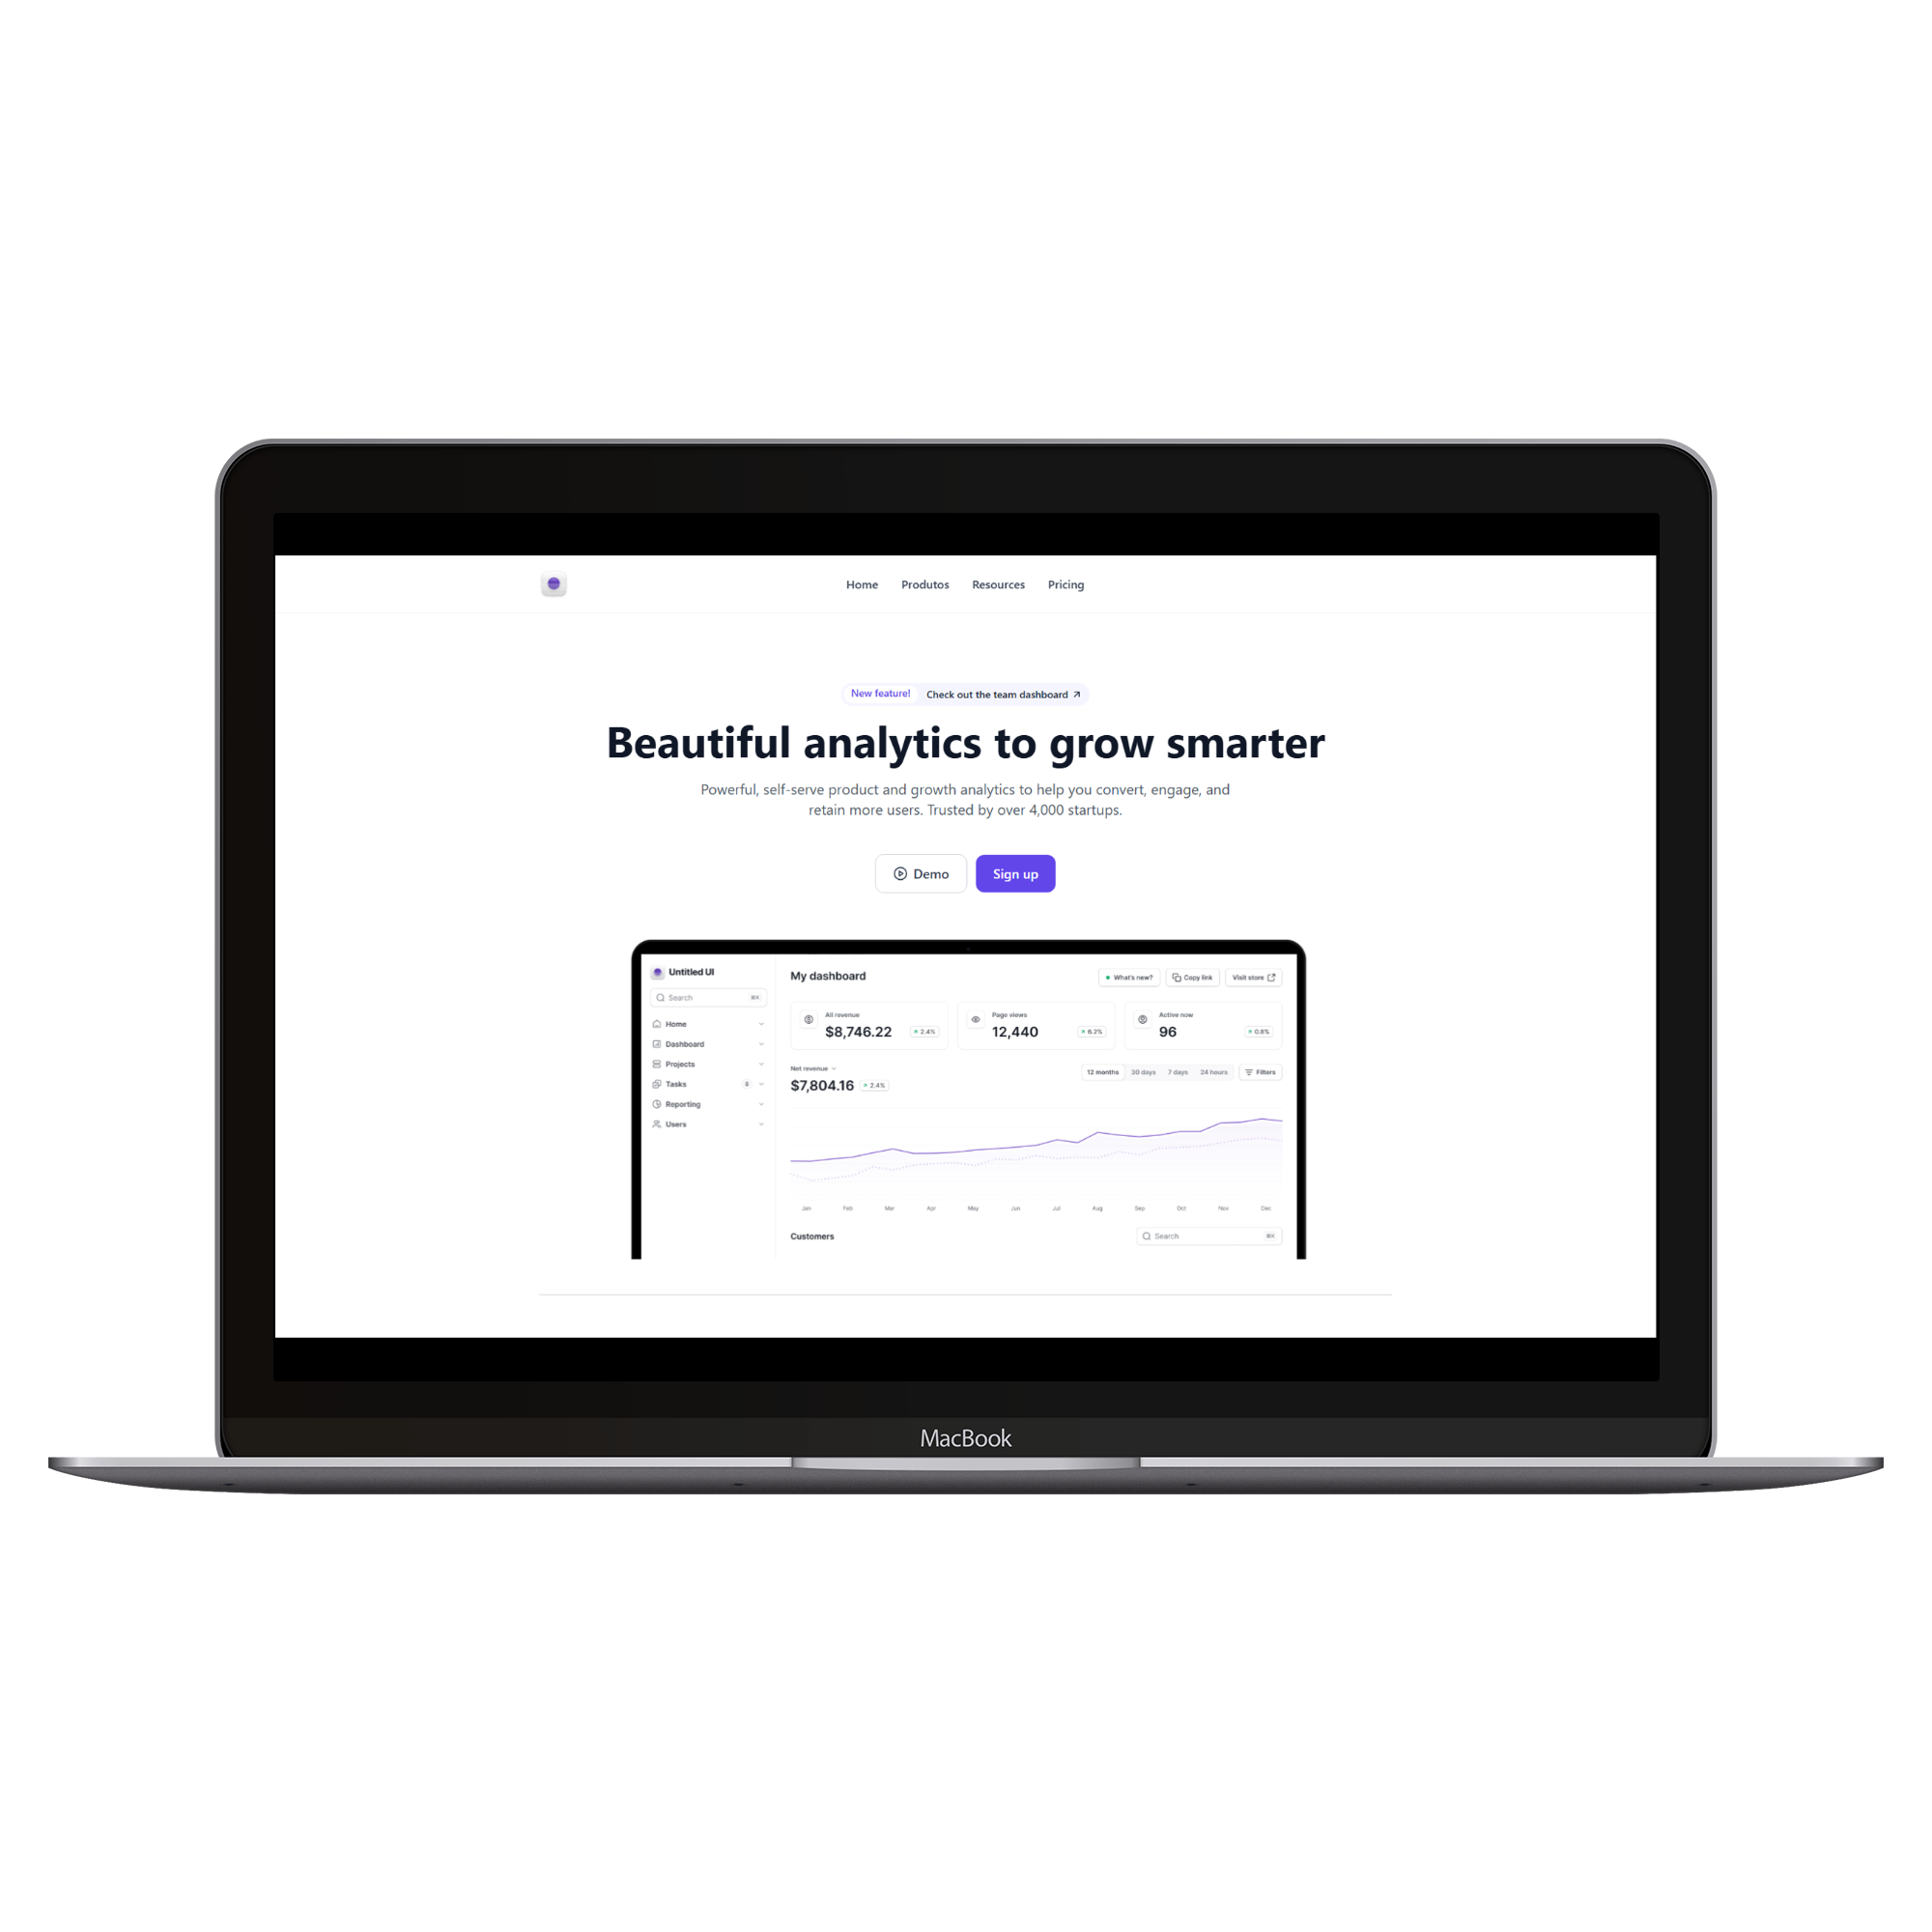 Home Produtos Resources Pricing
New feature! Check out the team dashboard
Beautiful analytics to grow smarter
Powerful, self-serve product and growth analytics to help you convert, engage, and
retain more users. Trusted by over 4,000 startups.
Demo Sign up
Untitled UI
Search ⌘K
Home
Dashboard
Projects
Tasks 8
Reporting
Users
My dashboard
What's new? Copy link Visit store
All revenue
$8,746.22 2.4%
Page views
12,440 6.2%
Active now
96 0.8%
Net revenue
$7,804.16 2.4%
12 months 30 days 7 days 24 hours Filters
Jan Feb Mar Apr May Jun Jul Aug Sep Oct Nov Dec
Customers
Search ⌘K
MacBook